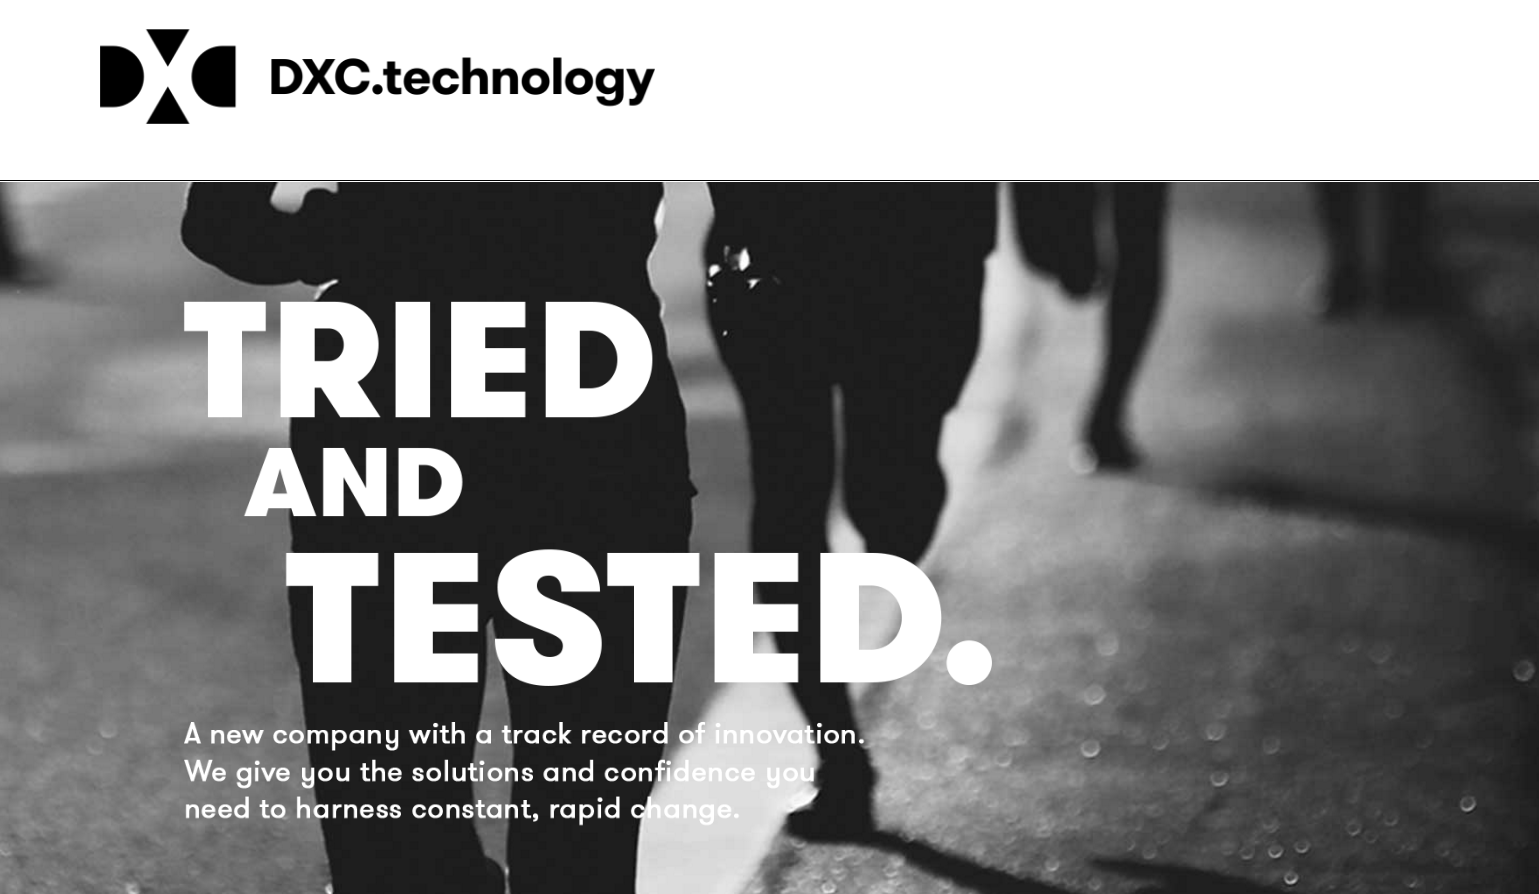 DXC
DXC.technology
TRIED
AND
TESTED.
A new company with a track record of innovation.
We give you the solutions and confidence you
need to harness constant, rapid change.